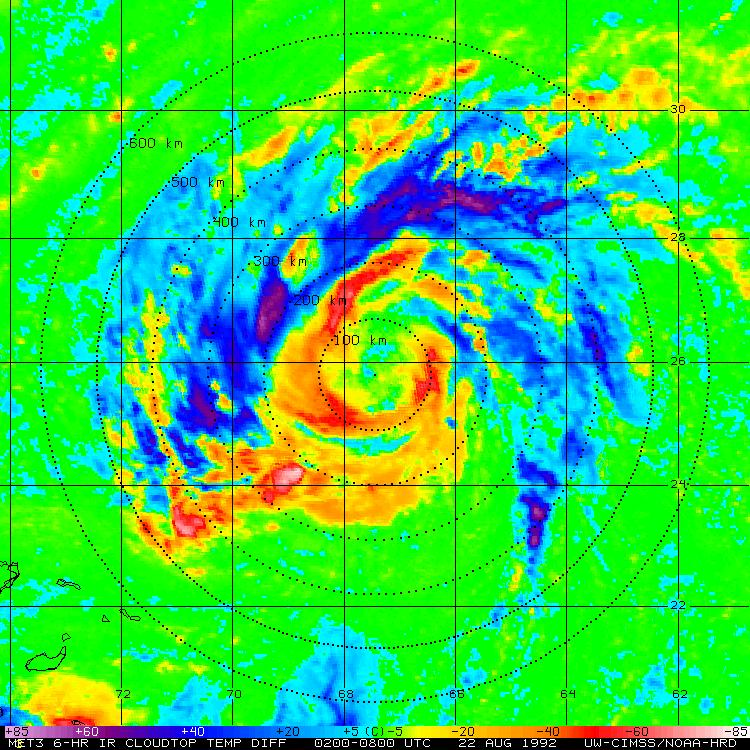 30
600 km
500 km
400 km
28
300 km
200 km
100 km
26
24
22
72 70 68 66 64 62
+85 +60 +40 +20 +5 (C) -5 -20 -40 -60 -85
MET3 6-HR IR CLOUDTOP TEMP DIFF 0200-0800 UTC 22 AUG 1992 UW-CIMSS/NOAA-HRD